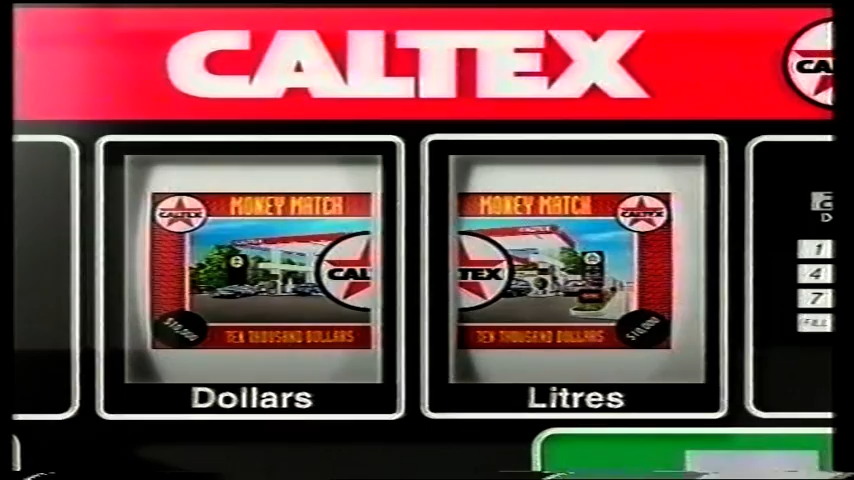 CALTEX
CALTEX
MONEY MATCH
MONEY MATCH
CALTEX
CAL
TEX
$10,000
TEN THOUSAND DOLLARS
TEN THOUSAND DOLLARS
$10,000
Dollars
Litres
CA
1
4
7
FILL